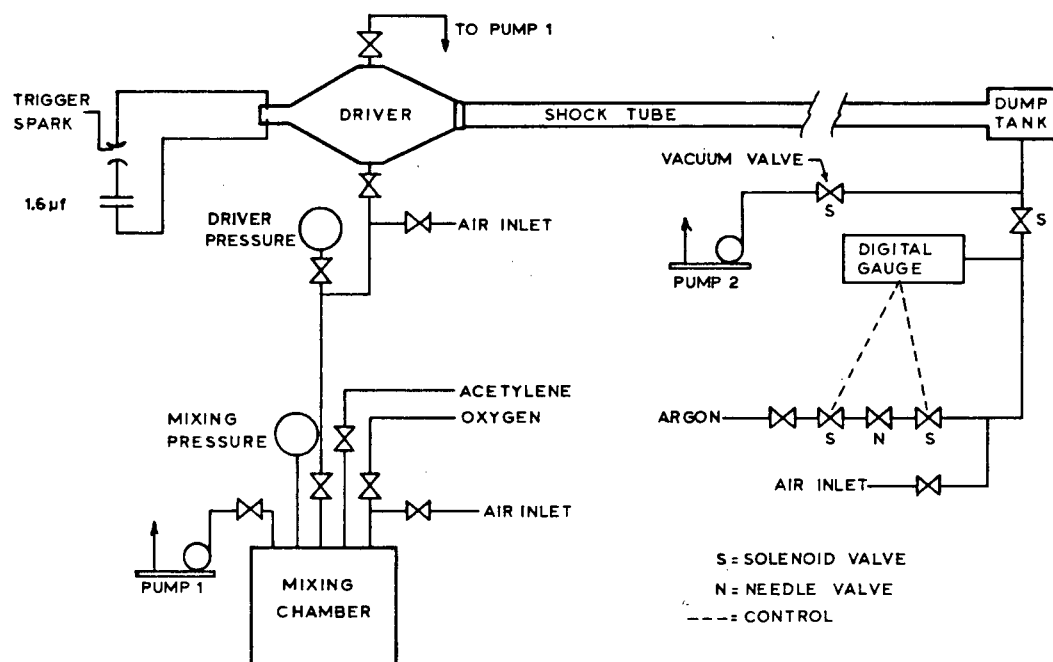 TO PUMP 1
TRIGGER
SPARK
DRIVER
SHOCK TUBE
DUMP
TANK
1.6µf
VACUUM VALVE
S
S
DRIVER
PRESSURE
AIR INLET
DIGITAL
GAUGE
PUMP 2
ACETYLENE
OXYGEN
MIXING
PRESSURE
ARGON
S
N
S
AIR INLET
AIR INLET
PUMP 1
MIXING
CHAMBER
S = SOLENOID VALVE
N = NEEDLE VALVE
---- = CONTROL